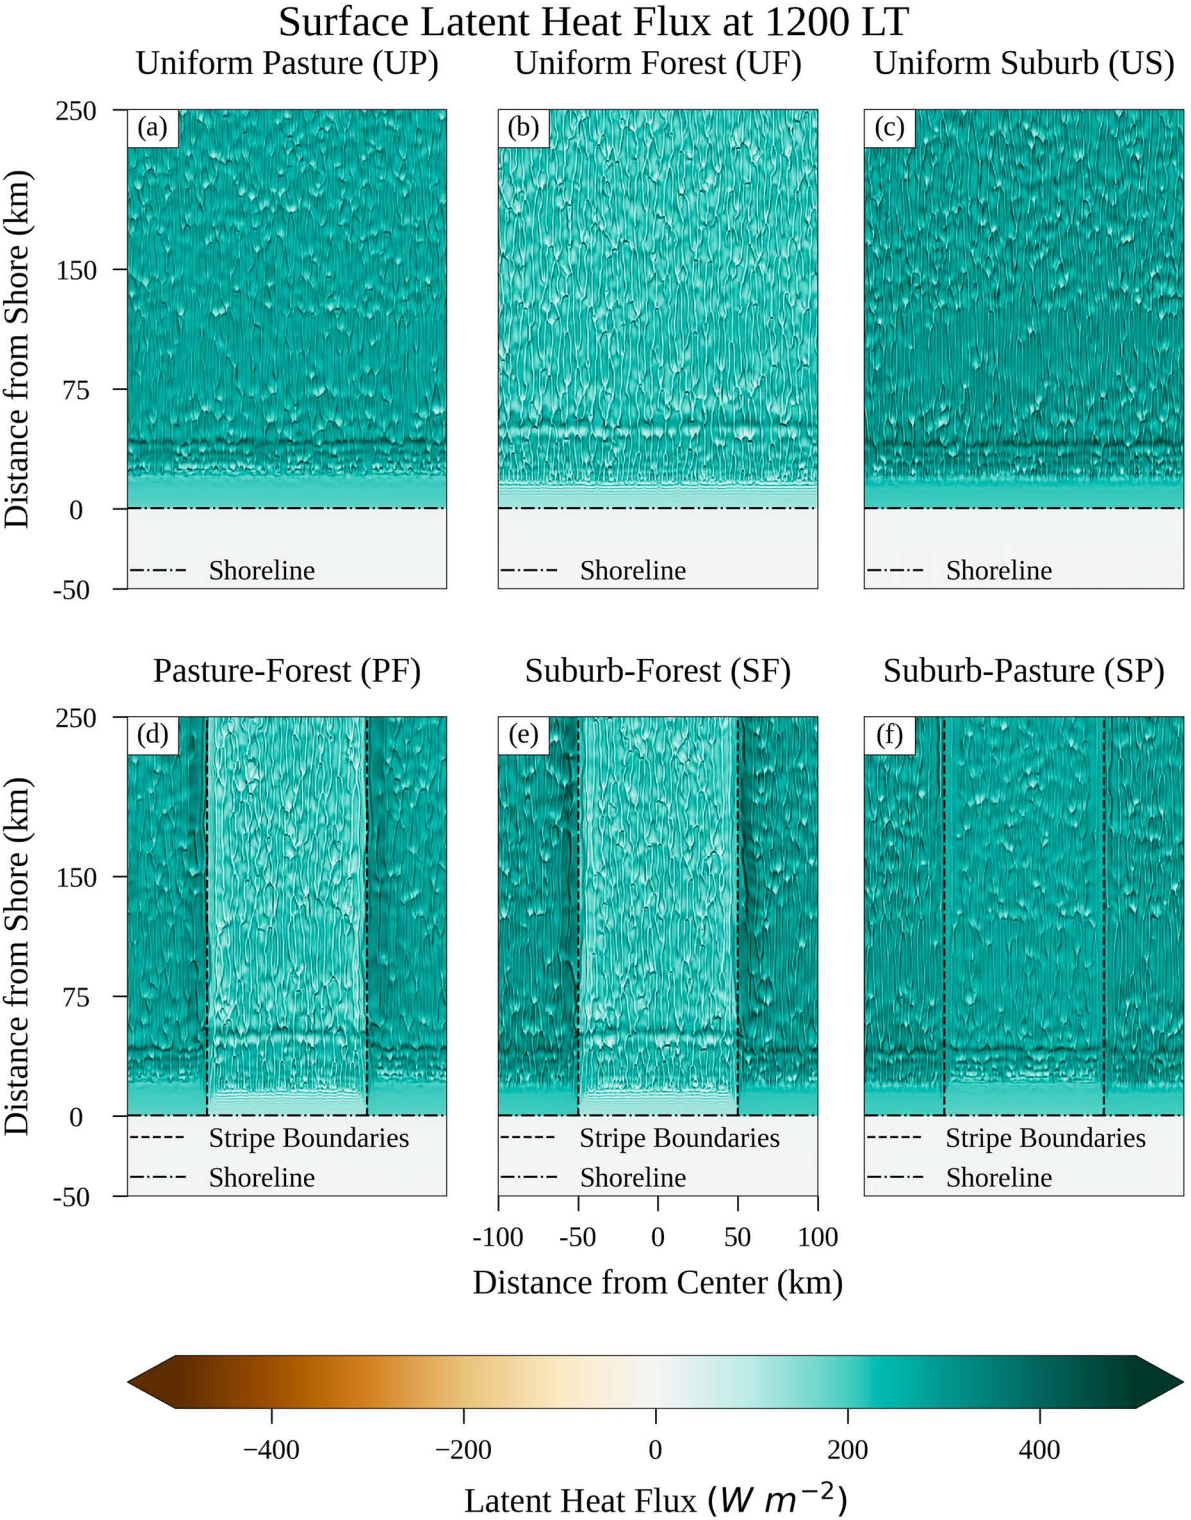 Surface Latent Heat Flux at 1200 LT
Uniform Pasture (UP)
Uniform Forest (UF)
Uniform Suburb (US)
(a)
(b)
(c)
250
150
75
0
-50
Distance from Shore (km)
Shoreline
Shoreline
Shoreline
Pasture-Forest (PF)
Suburb-Forest (SF)
Suburb-Pasture (SP)
(d)
(e)
(f)
250
150
75
0
-50
Distance from Shore (km)
Stripe Boundaries
Shoreline
Stripe Boundaries
Shoreline
Stripe Boundaries
Shoreline
-100 -50 0 50 100
Distance from Center (km)
−400 −200 0 200 400
Latent Heat Flux (W m⁻²)